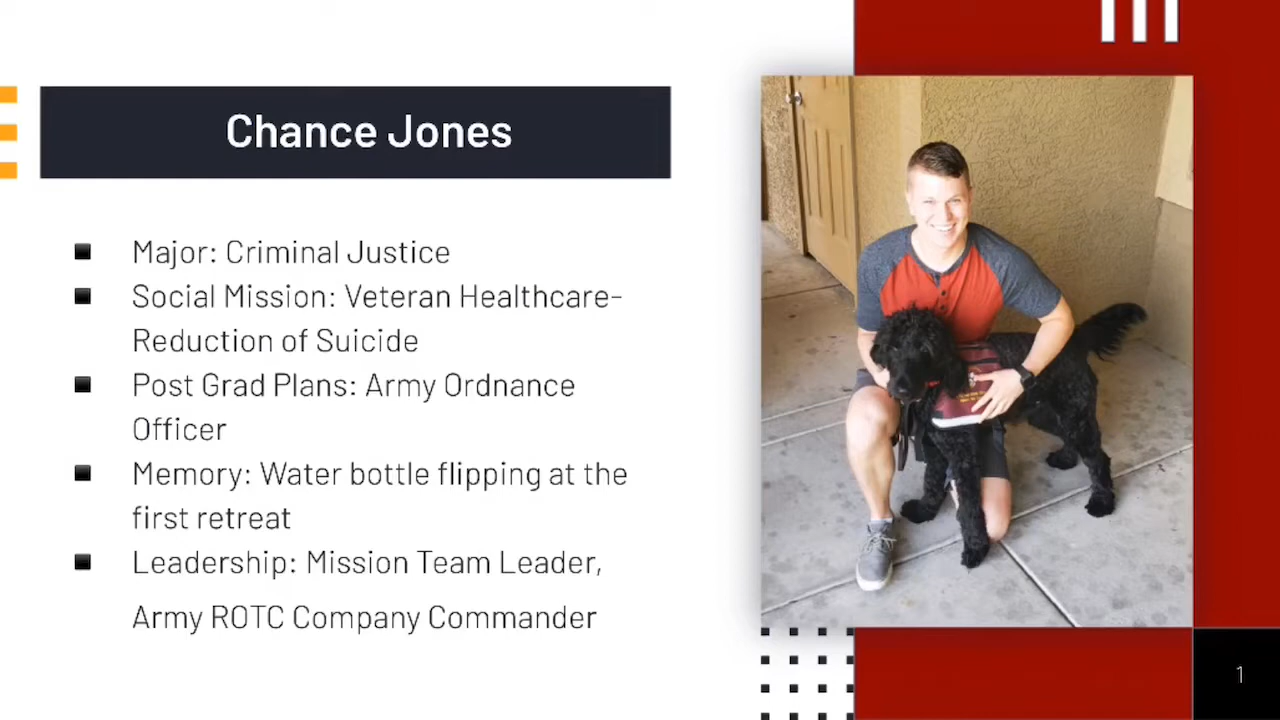 Chance Jones
Major: Criminal Justice
Social Mission: Veteran Healthcare-
Reduction of Suicide
Post Grad Plans: Army Ordnance
Officer
Memory: Water bottle flipping at the
first retreat
Leadership: Mission Team Leader,
Army ROTC Company Commander
1